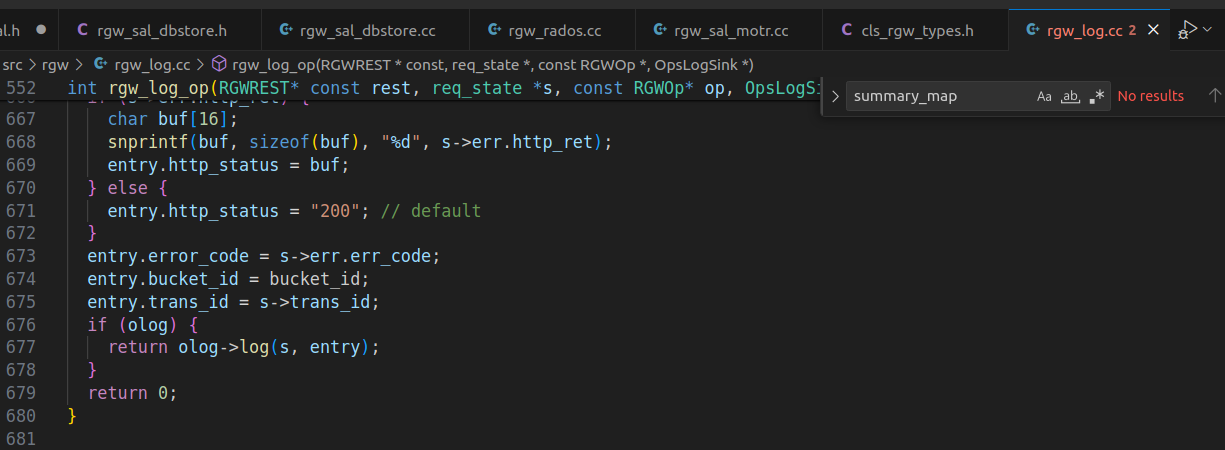 al.h ● C rgw_sal_dbstore.h C+ rgw_sal_dbstore.cc C+ rgw_rados.cc C+ rgw_sal_motr.cc C cls_rgw_types.h C+ rgw_log.cc 2
src > rgw > C+ rgw_log.cc > rgw_log_op(RGWREST * const, req_state *, const RGWOp *, OpsLogSink *)
552 int rgw_log_op(RGWREST* const rest, req_state *s, const RGWOp* op, OpsLogSi
summary_map Aa ab .* No results
667 char buf[16];
668 snprintf(buf, sizeof(buf), "%d", s->err.http_ret);
669 entry.http_status = buf;
670 } else {
671 entry.http_status = "200"; // default
672 }
673 entry.error_code = s->err.err_code;
674 entry.bucket_id = bucket_id;
675 entry.trans_id = s->trans_id;
676 if (olog) {
677 return olog->log(s, entry);
678 }
679 return 0;
680 }
681